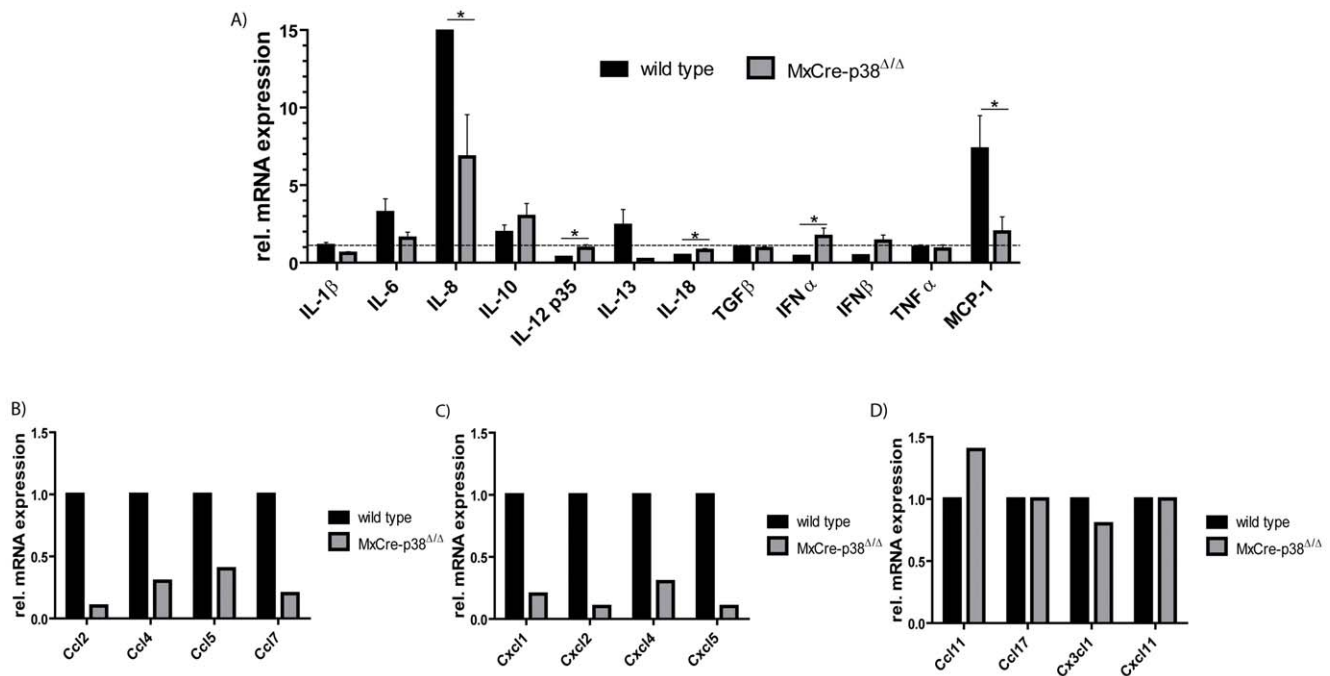 A)
rel. mRNA expression
15
10
5
0
*
*
*
*
*
wild type
MxCre-p38Δ/Δ
IL-1β
IL-6
IL-8
IL-10
IL-12 p35
IL-13
IL-18
TGFβ
IFN α
IFNβ
TNF α
MCP-1
B)
rel. mRNA expression
1.5
1.0
0.5
0.0
Ccl2
Ccl4
Ccl5
Ccl7
wild type
MxCre-p38Δ/Δ
C)
rel. mRNA expression
1.5
1.0
0.5
0.0
Cxcl1
Cxcl2
Cxcl4
Cxcl5
wild type
MxCre-p38Δ/Δ
D)
rel. mRNA expression
1.5
1.0
0.5
0.0
Ccl11
Ccl17
Cx3cl1
Cxcl11
wild type
MxCre-p38Δ/Δ